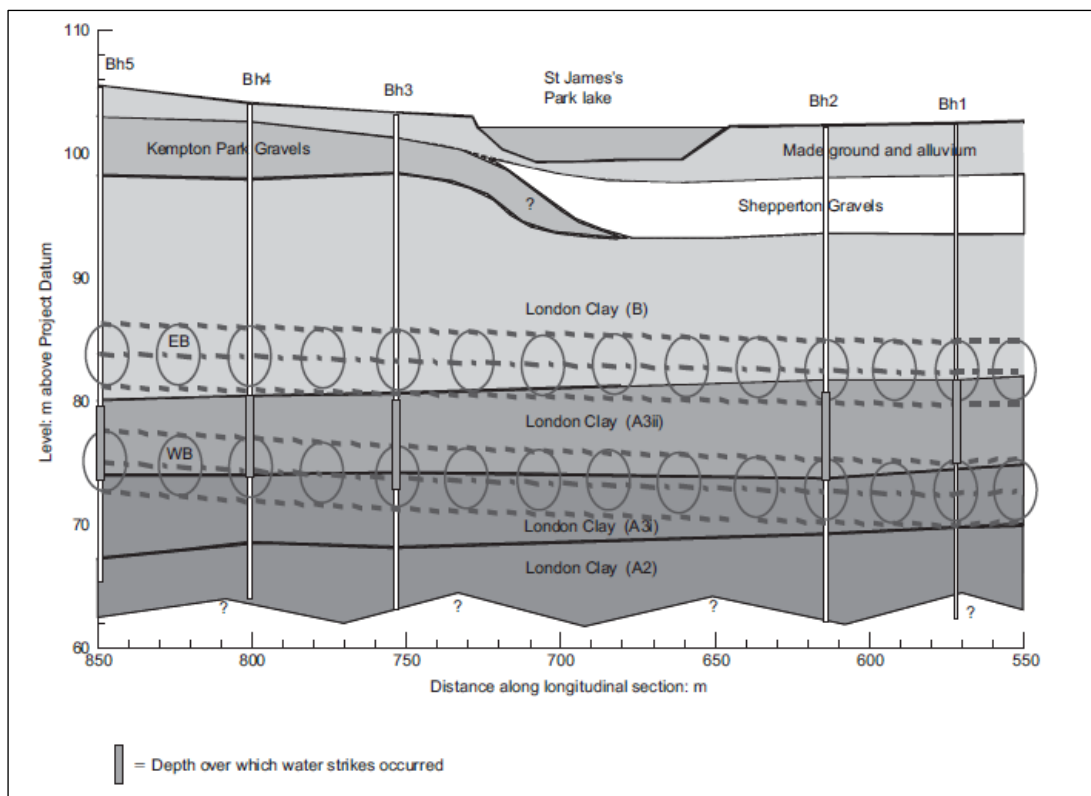 110
Bh5
Bh4
Bh3
St James's
Park lake
Bh2
Bh1
100
Kempton Park Gravels
Made ground and alluvium
?
Shepperton Gravels
90
London Clay (B)
EB
80
London Clay (A3ii)
WB
70
London Clay (A3i)
London Clay (A2)
?
?
?
?
60
850
800
750
700
650
600
550
Level: m above Project Datum
Distance along longitudinal section: m
= Depth over which water strikes occurred